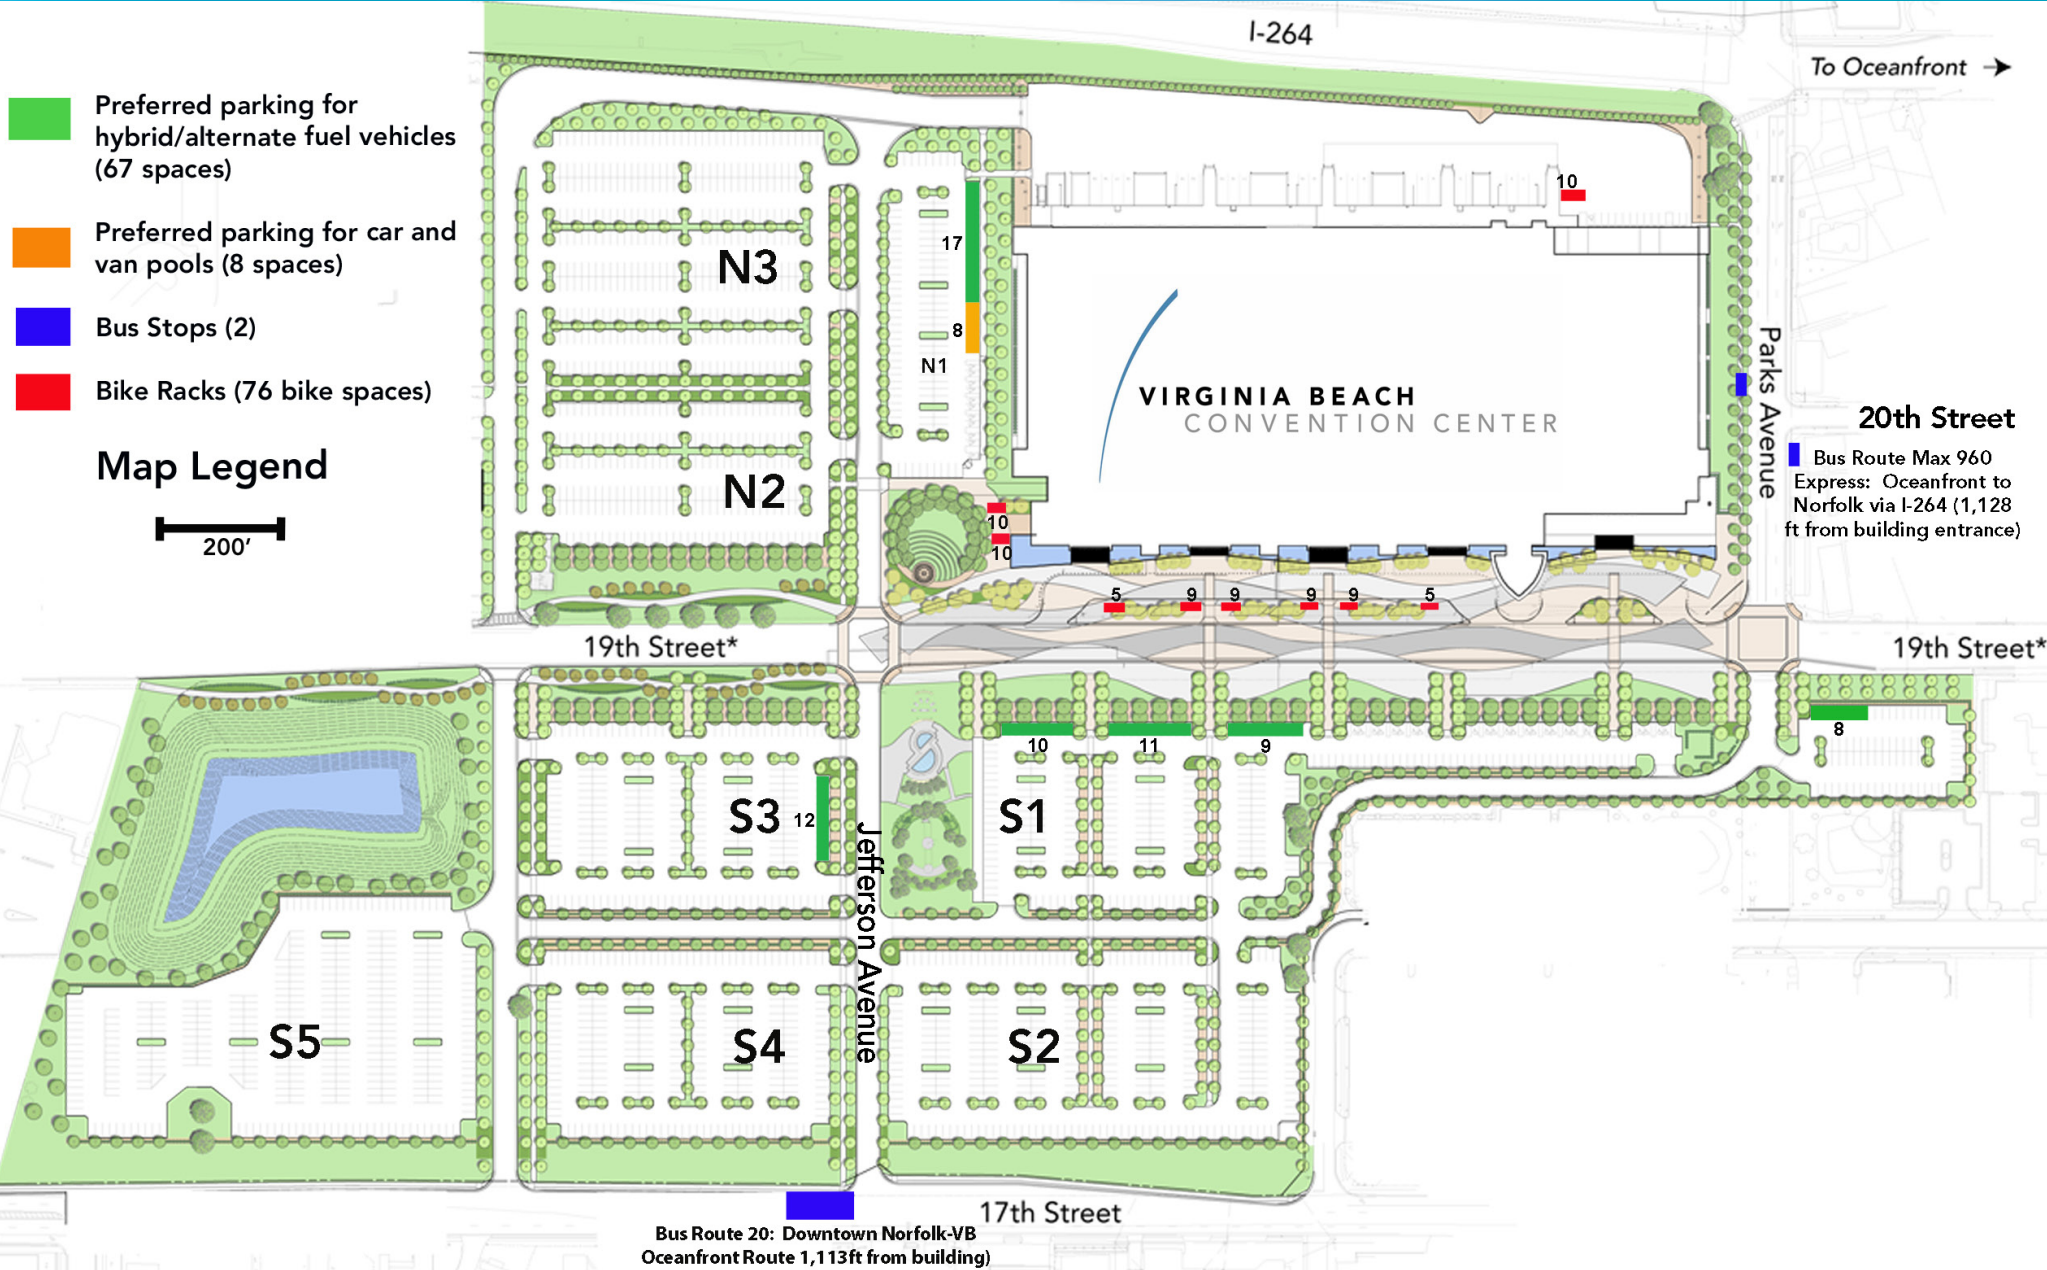 I-264
To Oceanfront
Preferred parking for
hybrid/alternate fuel vehicles
(67 spaces)
Preferred parking for car and
van pools (8 spaces)
Bus Stops (2)
Bike Racks (76 bike spaces)
Map Legend
200’
N3
N2
17
8
N1
10
VIRGINIA BEACH
CONVENTION CENTER
Parks Avenue
20th Street
Bus Route Max 960
Express: Oceanfront to
Norfolk via I-264 (1,128
ft from building entrance)
10
10
5
9
9
9
9
5
19th Street*
19th Street*
10
11
9
8
S3
12
S1
Jefferson Avenue
S5
S4
S2
17th Street
Bus Route 20: Downtown Norfolk-VB
Oceanfront Route 1,113ft from building)